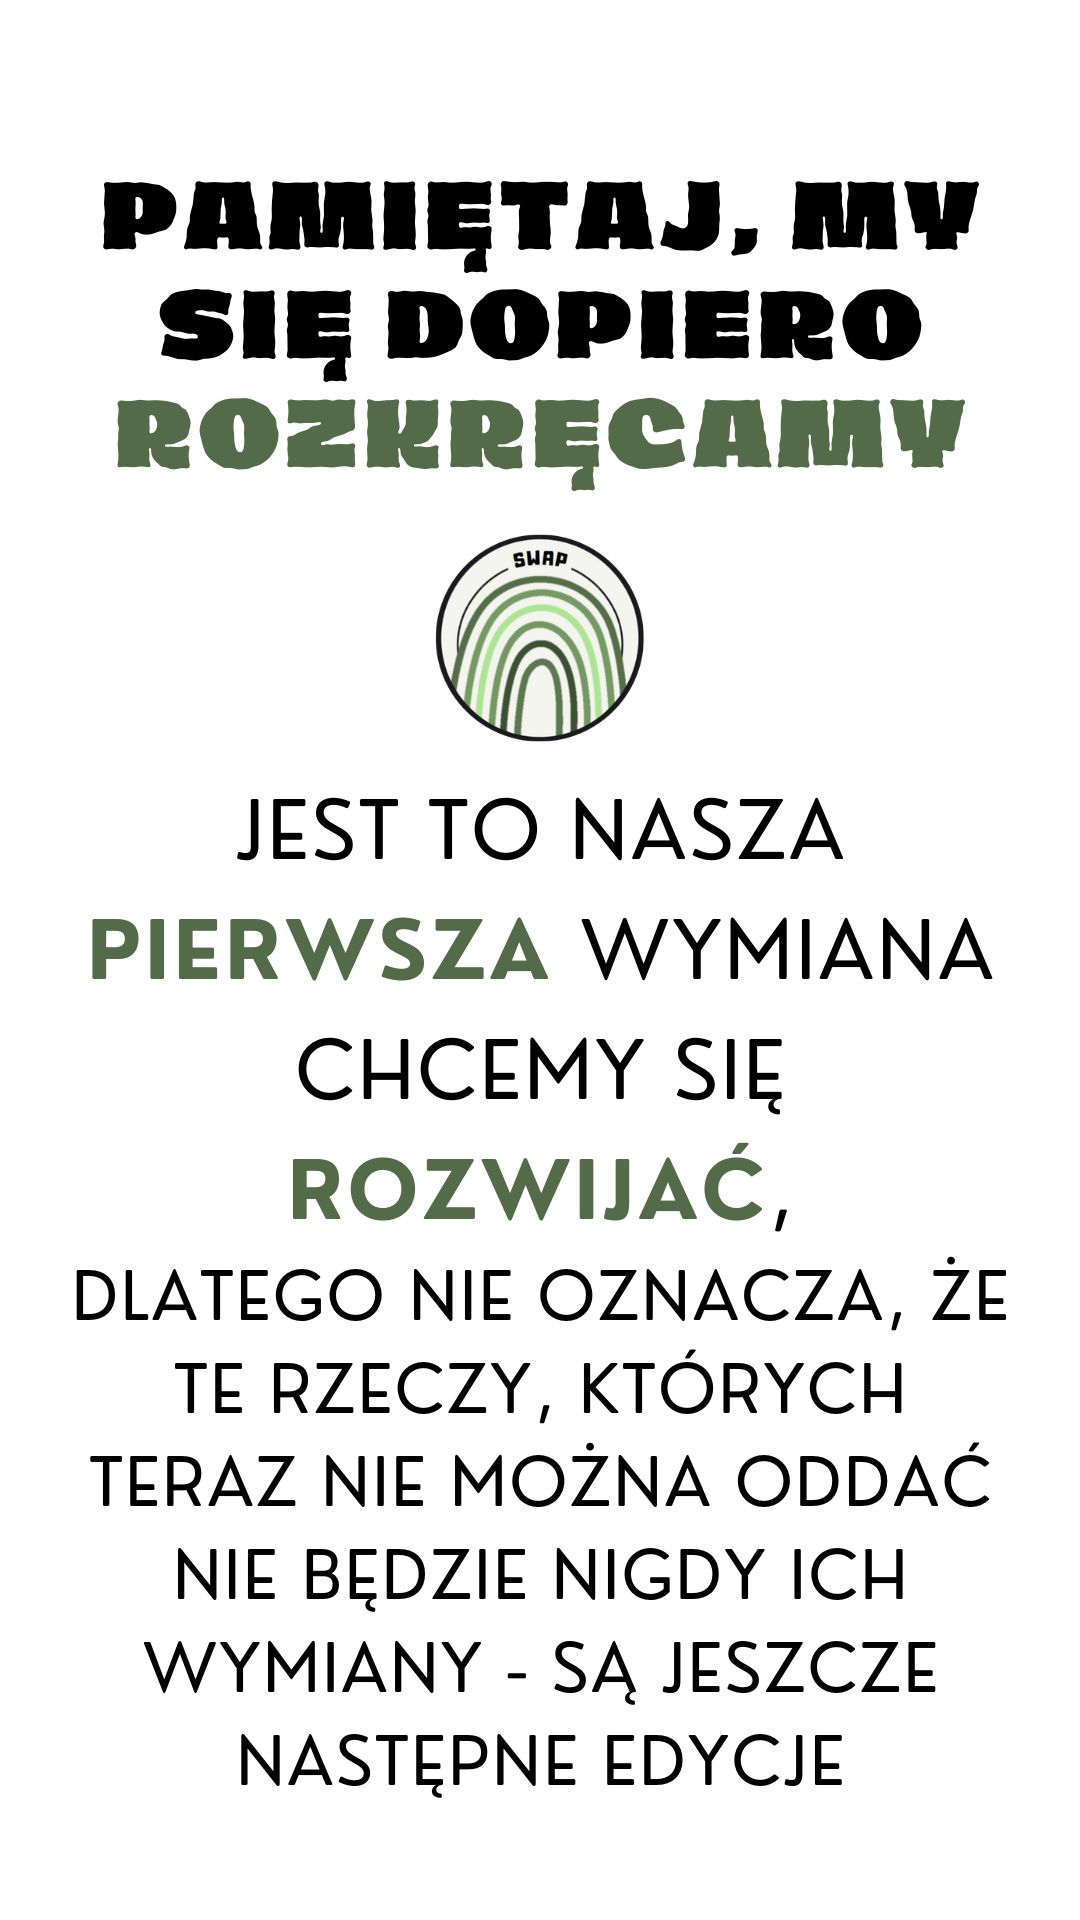 PAMIĘTAJ, MY
SIĘ DOPIERO
ROZKRĘCAMY
SWAP
JEST TO NASZA
PIERWSZA WYMIANA
CHCEMY SIĘ
ROZWIJAĆ,
DLATEGO NIE OZNACZA, ŻE
TE RZECZY, KTÓRYCH
TERAZ NIE MOŻNA ODDAĆ
NIE BĘDZIE NIGDY ICH
WYMIANY - SĄ JESZCZE
NASTĘPNE EDYCJE